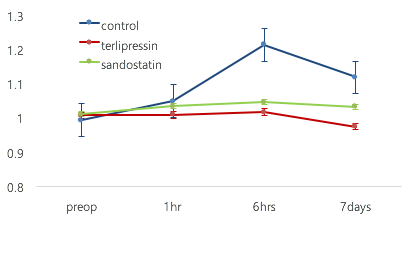 1.3
control
terlipressin
1.2
sandostatin
1.1
1
0.9
0.8
preop 1hr 6hrs 7days